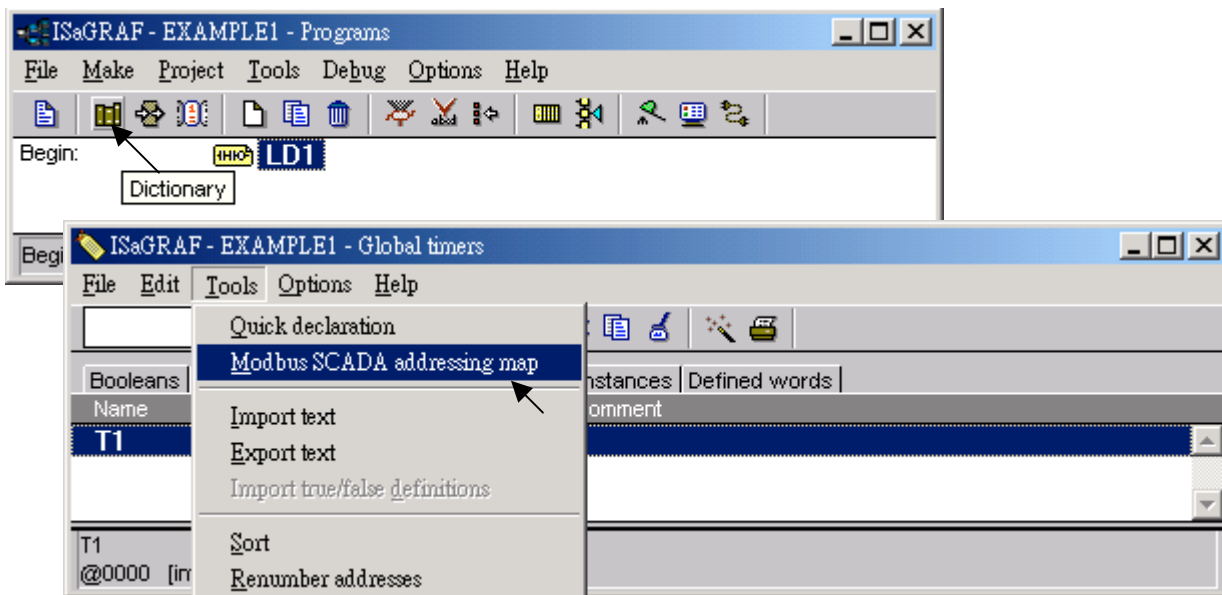 ISaGRAF - EXAMPLE1 - Programs
File Make Project Tools Debug Options Help
Begin: LD1
Dictionary
Begi
ISaGRAF - EXAMPLE1 - Global timers
File Edit Tools Options Help
Quick declaration
Modbus SCADA addressing map
Booleans nstances Defined words
Name omment
Import text
T1
Export text
Import true/false definitions
T1 Sort
@0000 [in
Renumber addresses